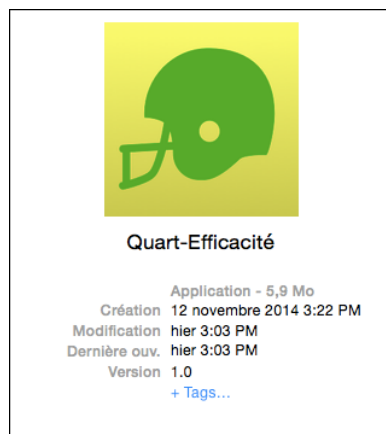 Quart-Efficacité
Application - 5,9 Mo
Création 12 novembre 2014 3:22 PM
Modification hier 3:03 PM
Dernière ouv. hier 3:03 PM
Version 1.0
+ Tags...